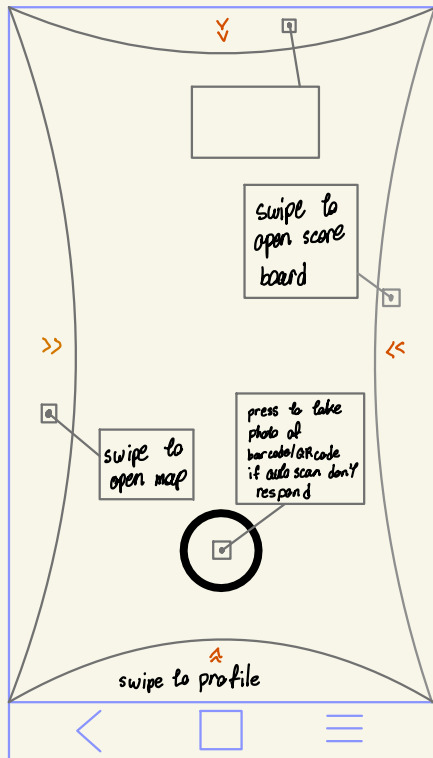 swipe to
open score
board
press to take
photo of
barcode/QRcode
if auto scan don't
respond
swipe to
open map
swipe to profile